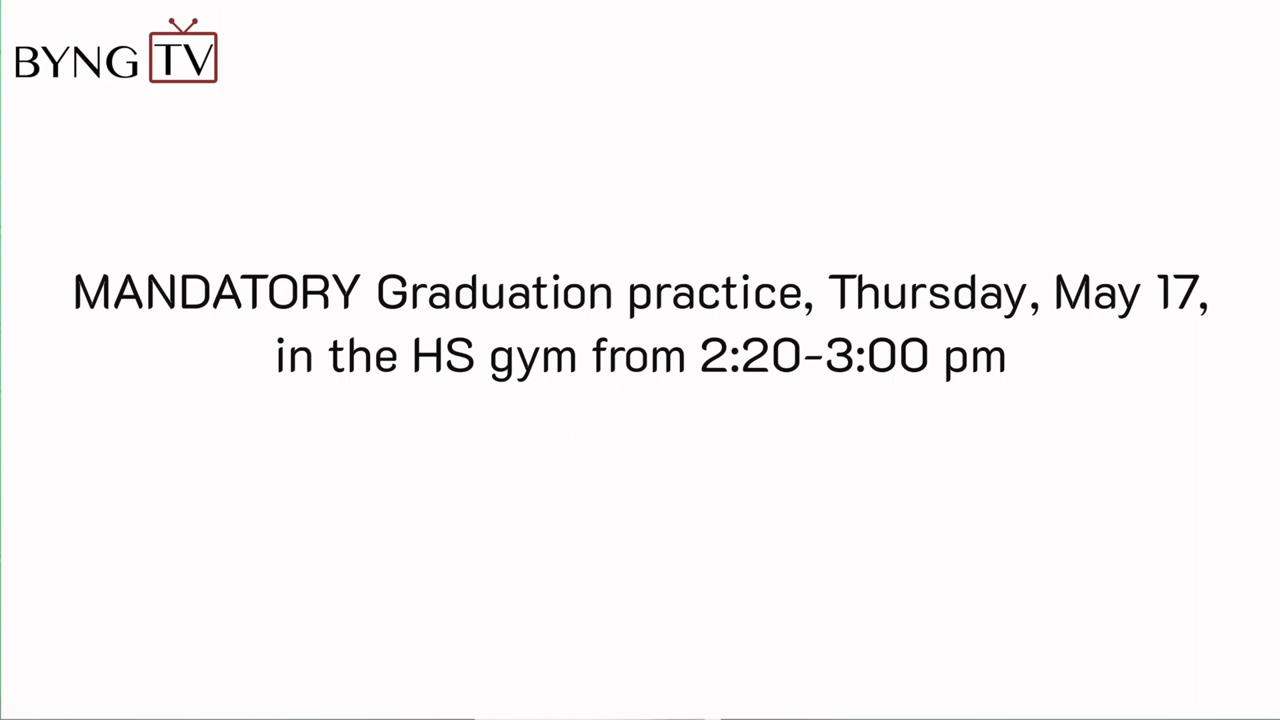 BYNG TV
MANDATORY Graduation practice, Thursday, May 17,
in the HS gym from 2:20-3:00 pm